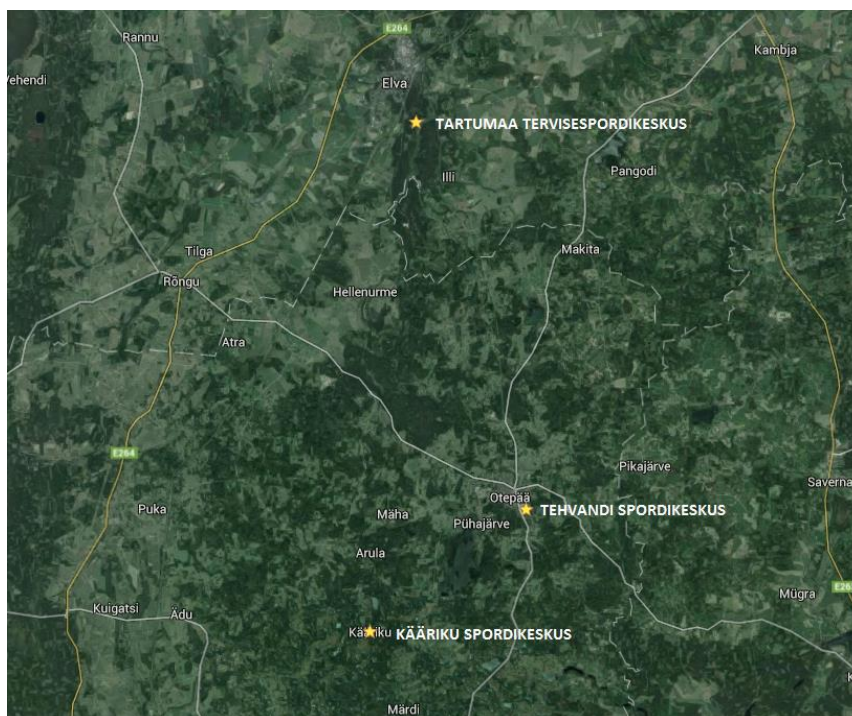 E264
Rannu
Kambja
Vehendi
Elva
TARTUMAA TERVISESPORDIKESKUS
Pangodi
Illi
Makita
Tilga
Rõngu
Hellenurme
Atra
E264
Pikajärve
Saverna
Otepää
Puka
Mäha
Pühajärve
TEHVANDI SPORDIKESKUS
Arula
Mügra
Kuigatsi
Ädu
Kääriku
KÄÄRIKU SPORDIKESKUS
Märdi